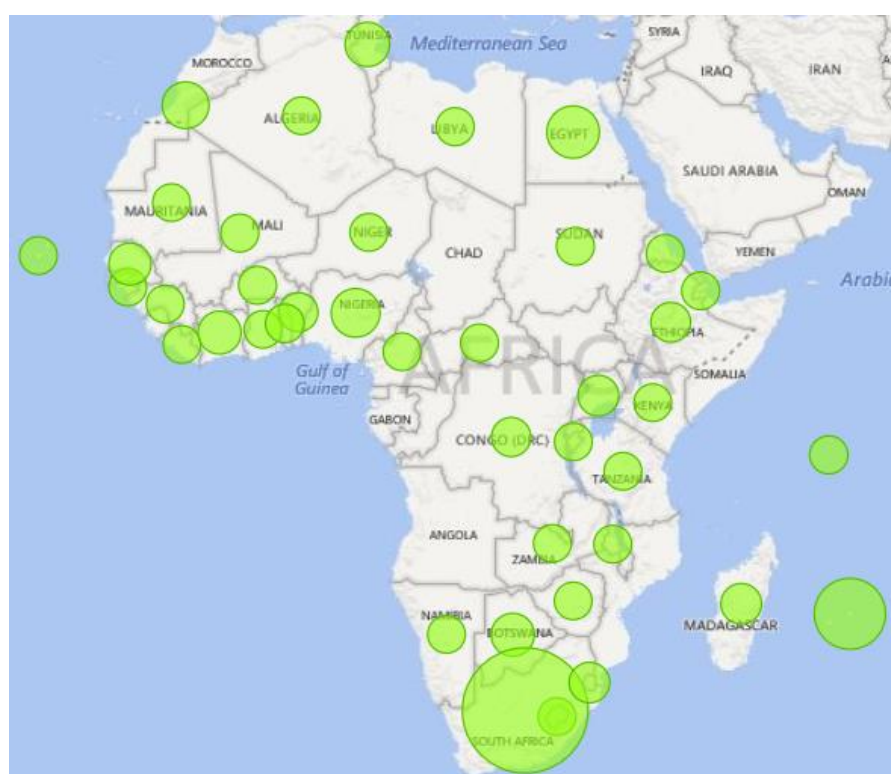 TUNISIA
Mediterranean Sea
SYRIA
MOROCCO
IRAQ
IRAN
ALGERIA
LIBYA
EGYPT
SAUDI ARABIA
OMAN
MAURITANIA
MALI
NIGER
CHAD
SUDAN
YEMEN
Arabia
NIGERIA
ETHIOPIA
AFRICA
SOMALIA
Gulf of
Guinea
GABON
KENYA
CONGO (DRC)
TANZANIA
ANGOLA
ZAMBIA
NAMIBIA
BOTSWANA
MADAGASCAR
SOUTH AFRICA